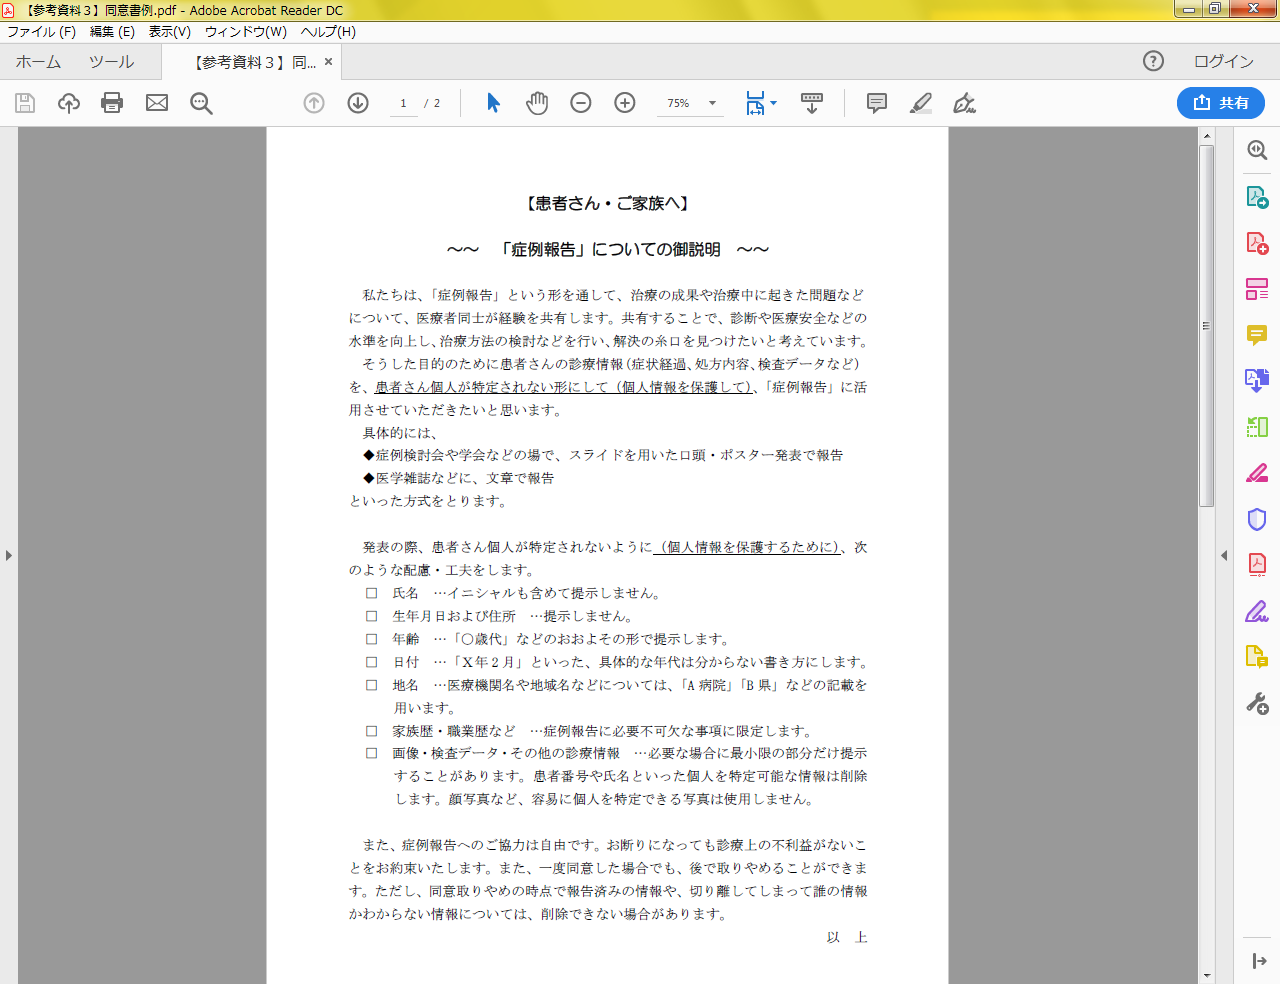 【参考資料３】同意書例.pdf - Adobe Acrobat Reader DC
ファイル (F) 編集 (E) 表示(V) ウィンドウ(W) ヘルプ(H)
ホーム ツール 【参考資料３】同... × ログイン
1 / 2 75% 共有
【患者さん・ご家族へ】
～～　「症例報告」についての御説明　～～
私たちは、「症例報告」という形を通して、治療の成果や治療中に起きた問題など
について、医療者同士が経験を共有します。共有することで、診断や医療安全などの
水準を向上し、治療方法の検討などを行い、解決の糸口を見つけたいと考えています。
そうした目的のために患者さんの診療情報（症状経過、処方内容、検査データなど）
を、患者さん個人が特定されない形にして（個人情報を保護して）、「症例報告」に活
用させていただきたいと思います。
具体的には、
◆症例検討会や学会などの場で、スライドを用いた口頭・ポスター発表で報告
◆医学雑誌などに、文章で報告
といった方式をとります。
発表の際、患者さん個人が特定されないように（個人情報を保護するために）、次
のような配慮・工夫をします。
□　氏名　…イニシャルも含めて提示しません。
□　生年月日および住所　…提示しません。
□　年齢　…「〇歳代」などのおおよその形で提示します。
□　日付　…「Ｘ年２月」といった、具体的な年代は分からない書き方にします。
□　地名　…医療機関名や地域名などについては、「A 病院」「B 県」などの記載を
用います。
□　家族歴・職業歴など　…症例報告に必要不可欠な事項に限定します。
□　画像・検査データ・その他の診療情報　…必要な場合に最小限の部分だけ提示
することがあります。患者番号や氏名といった個人を特定可能な情報は削除
します。顔写真など、容易に個人を特定できる写真は使用しません。
また、症例報告へのご協力は自由です。お断りになっても診療上の不利益がないこ
とをお約束いたします。また、一度同意した場合でも、後で取りやめることができま
す。ただし、同意取りやめの時点で報告済みの情報や、切り離してしまって誰の情報
かわからない情報については、削除できない場合があります。
以　上